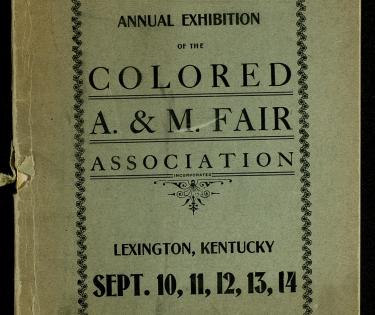 ANNUAL EXHIBITION
OF THE
COLORED
A. & M. FAIR
ASSOCIATION
INCORPORATED
LEXINGTON, KENTUCKY
SEPT. 10, 11, 12, 13, 14